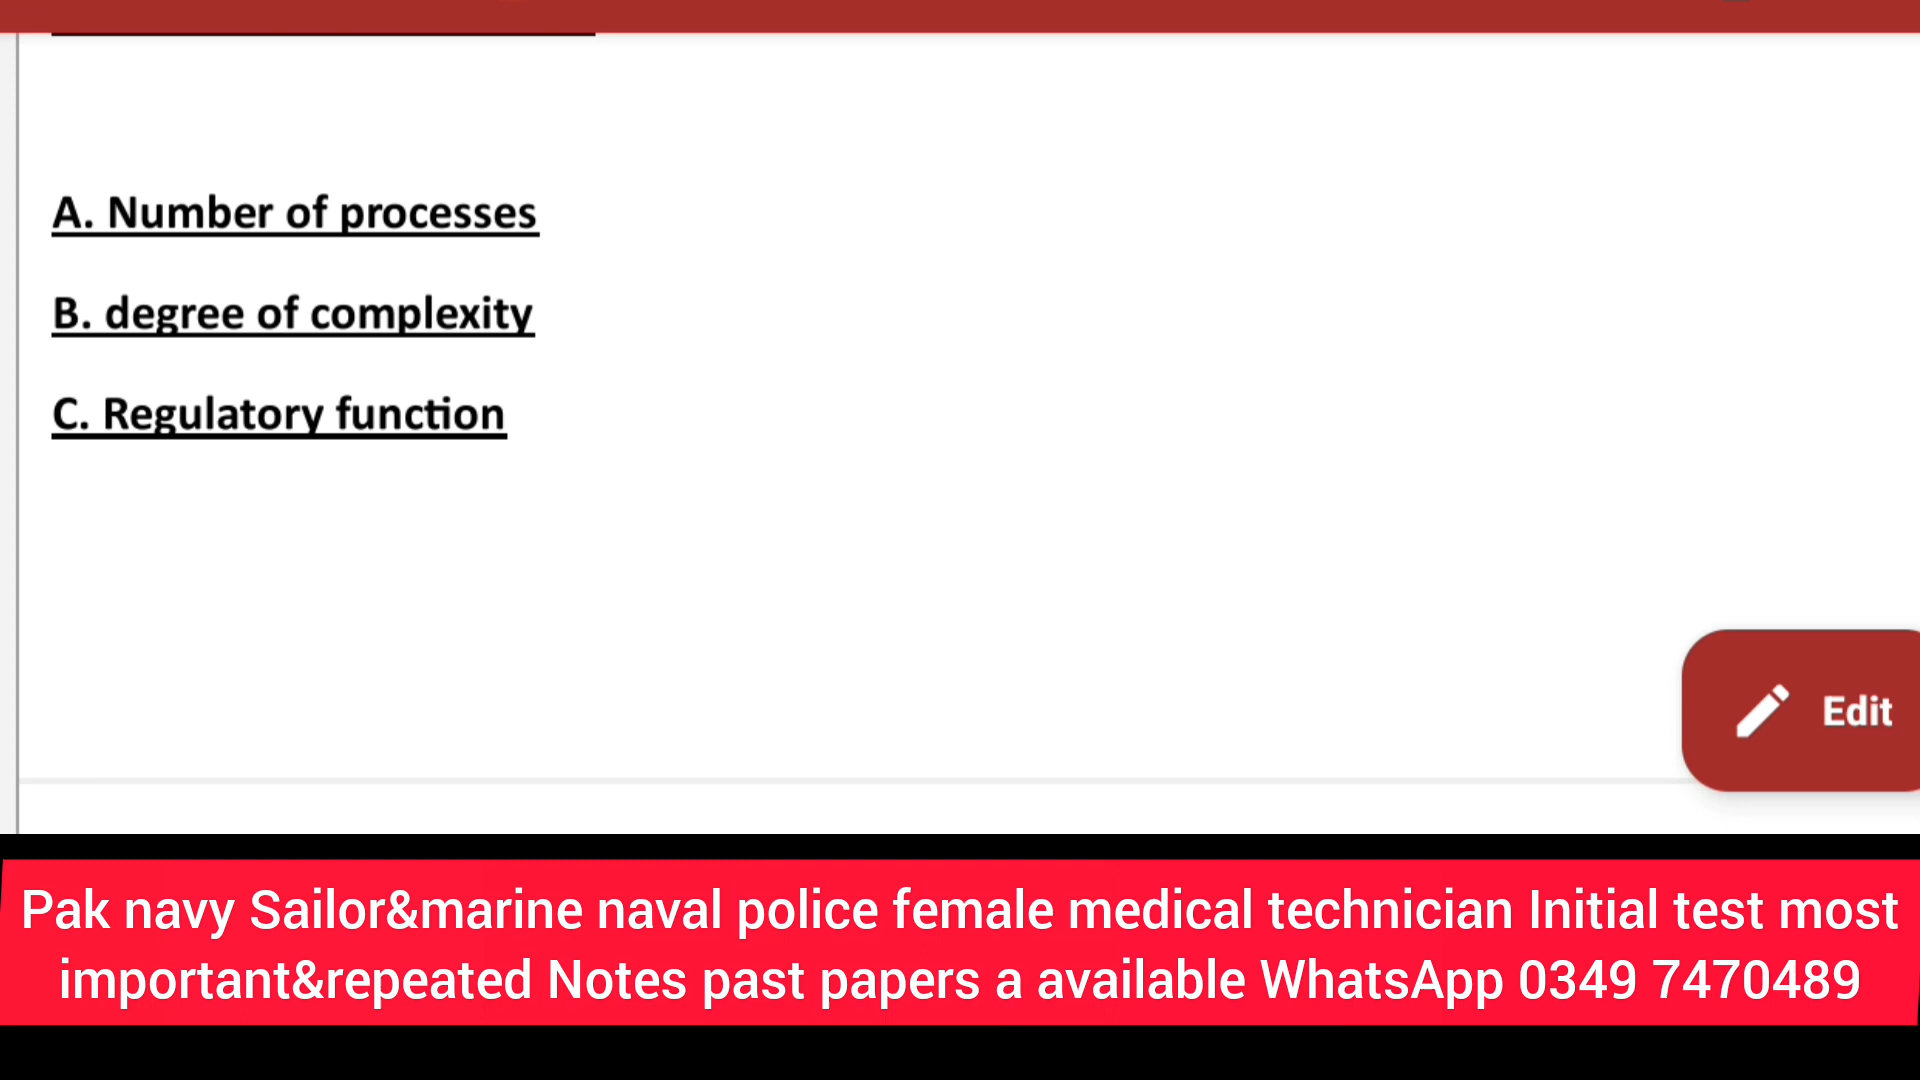 A. Number of processes
B. degree of complexity
C. Regulatory function
Edit
Pak navy Sailor&marine naval police female medical technician Initial test most
important&repeated Notes past papers a available WhatsApp 0349 7470489